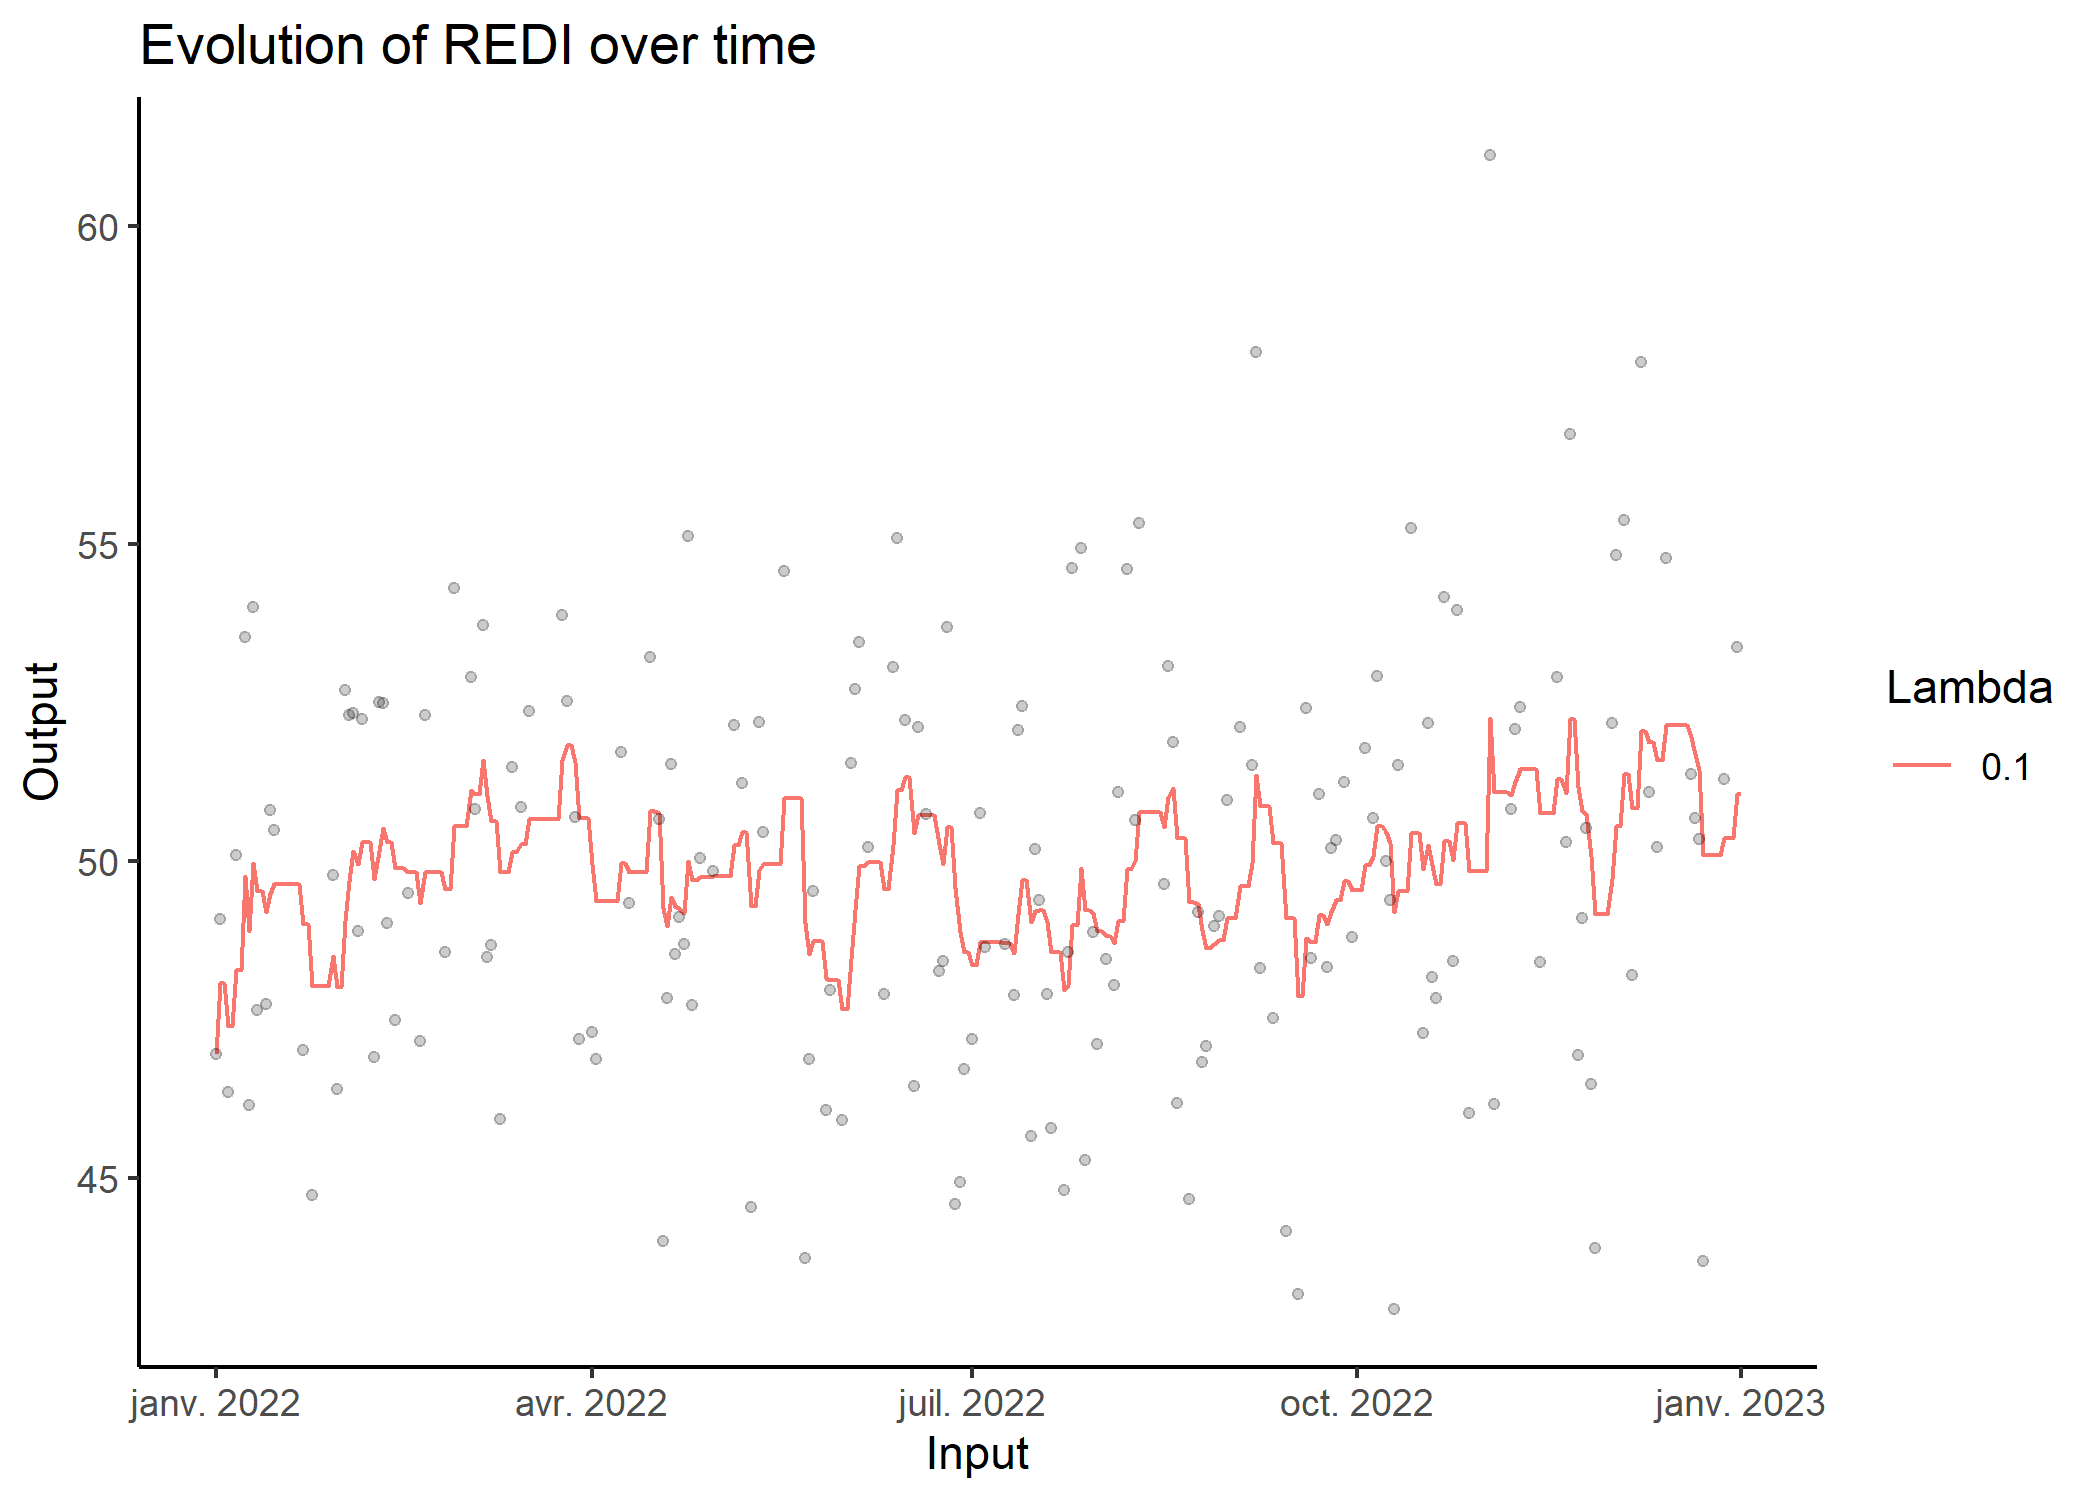 Evolution of REDI over time
60
55
50
45
Output
janv. 2022
avr. 2022
juil. 2022
oct. 2022
janv. 2023
Input
Lambda
0.1